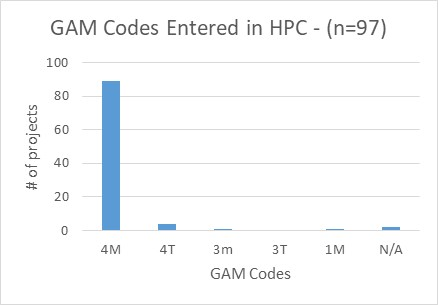 GAM Codes Entered in HPC - (n=97)
100
80
60
40
20
0
# of projects
4M 4T 3m 3T 1M N/A
GAM Codes